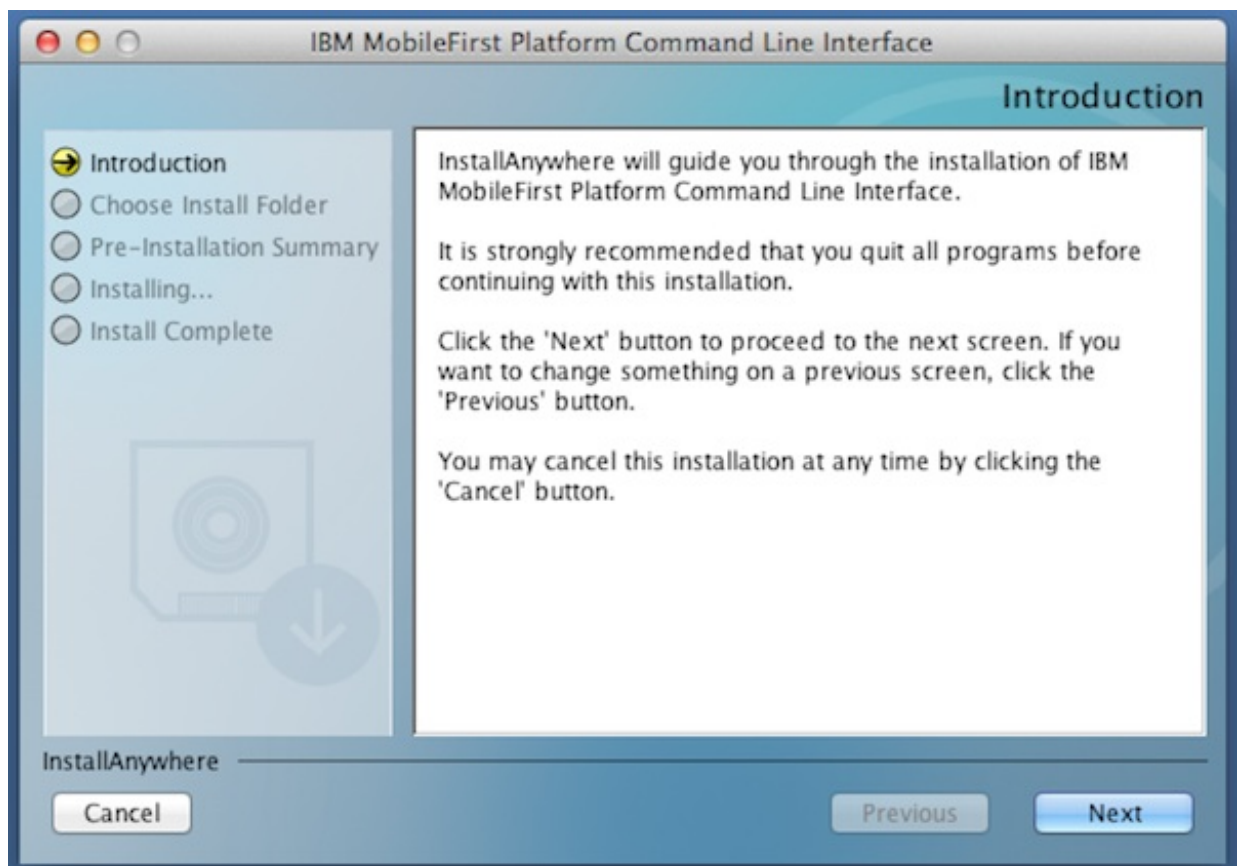 IBM MobileFirst Platform Command Line Interface
Introduction
Introduction
Choose Install Folder
Pre-Installation Summary
Installing...
Install Complete
InstallAnywhere will guide you through the installation of IBM
MobileFirst Platform Command Line Interface.
It is strongly recommended that you quit all programs before
continuing with this installation.
Click the 'Next' button to proceed to the next screen. If you
want to change something on a previous screen, click the
'Previous' button.
You may cancel this installation at any time by clicking the
'Cancel' button.
InstallAnywhere
Cancel
Previous
Next